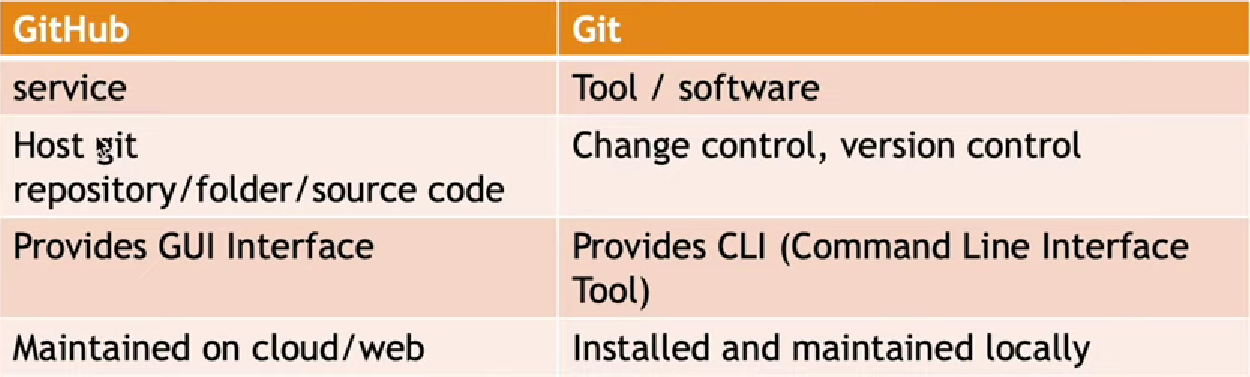 GitHub
Git
service
Tool / software
Host git
repository/folder/source code
Change control, version control
Provides GUI Interface
Provides CLI (Command Line Interface
Tool)
Maintained on cloud/web
Installed and maintained locally